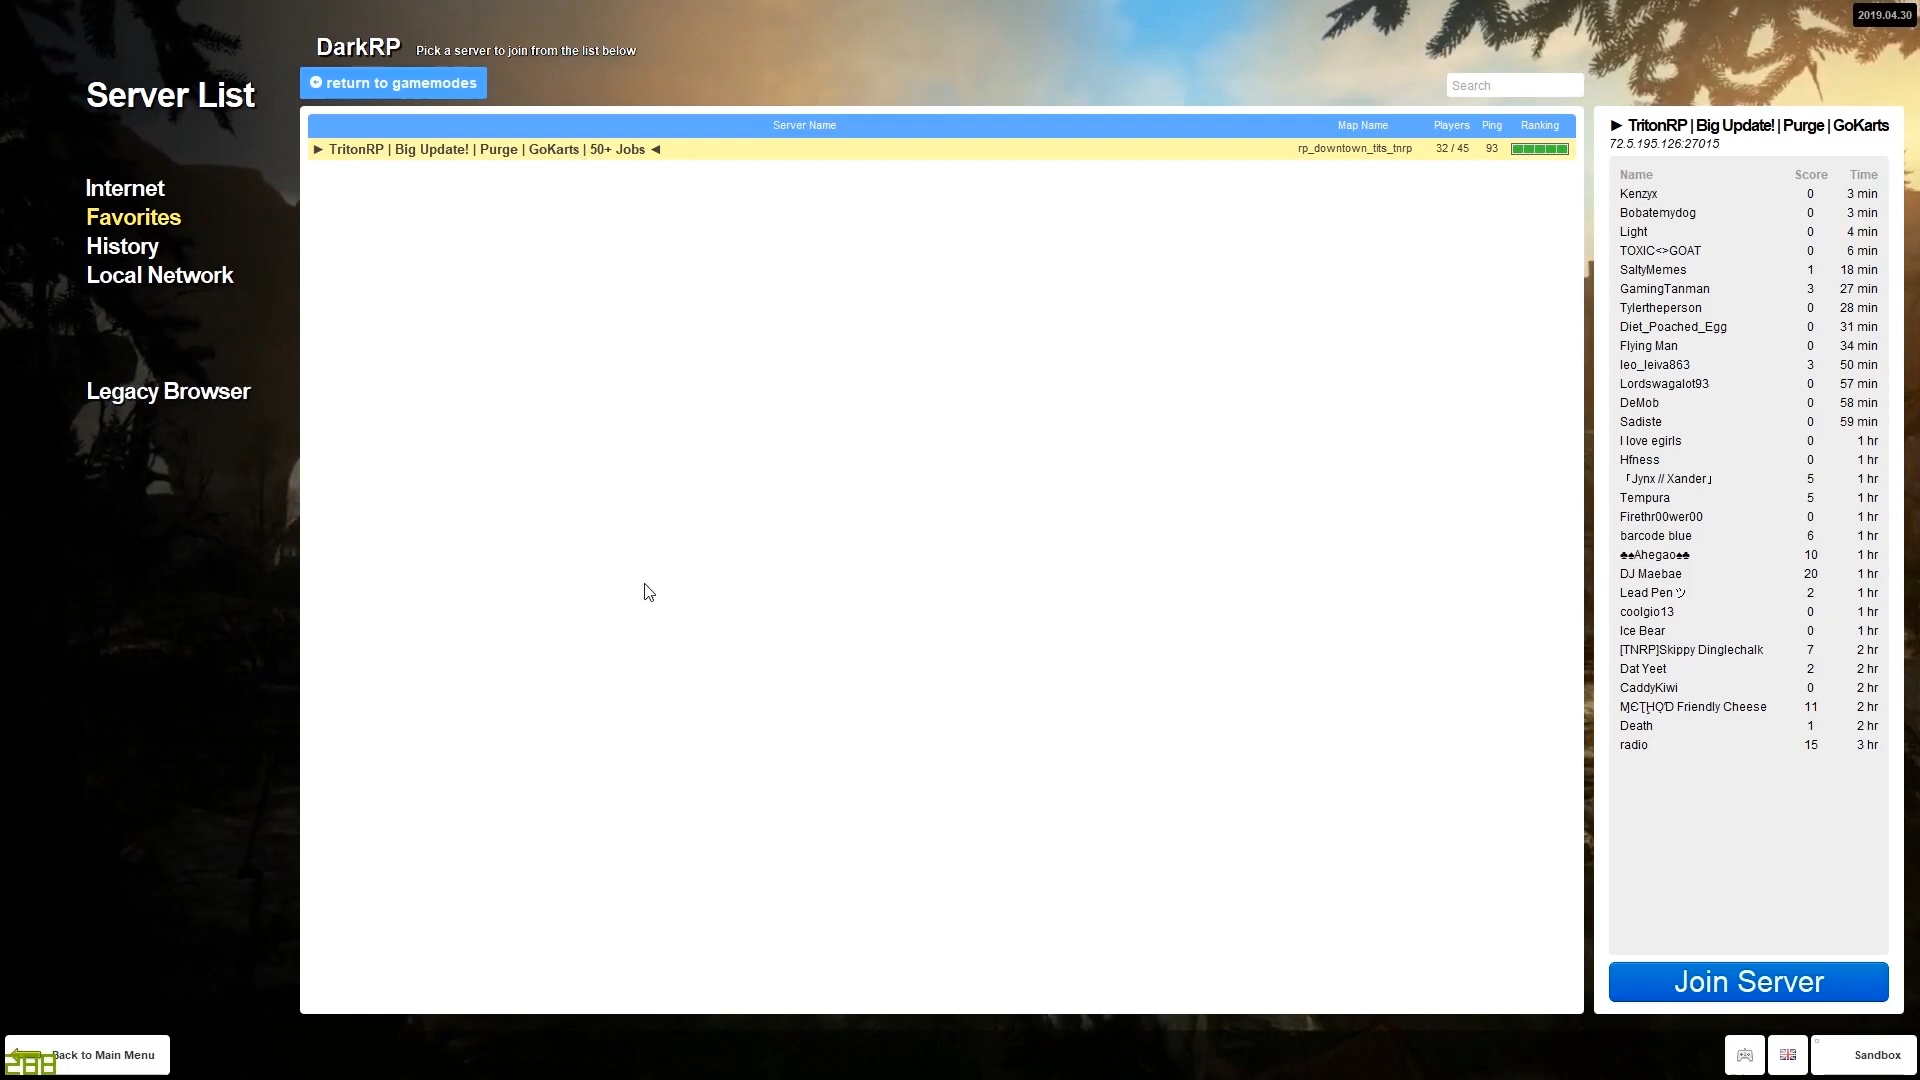 2019.04.30
DarkRP Pick a server to join from the list below
Server List
return to gamemodes
Search
Internet
Favorites
History
Local Network
Legacy Browser
Server Name Map Name Players Ping Ranking
► TritonRP | Big Update! | Purge | GoKarts | 50+ Jobs ◄ rp_downtown_tits_tnrp 32 / 45 93
► TritonRP | Big Update! | Purge | GoKarts
72.5.195.126:27015
Name Score Time
Kenzyx 0 3 min
Bobatemydog 0 3 min
Light 0 4 min
TOXIC<>GOAT 0 6 min
SaltyMemes 1 18 min
GamingTanman 3 27 min
Tylertheperson 0 28 min
Diet_Poached_Egg 0 31 min
Flying Man 0 34 min
leo_leiva863 3 50 min
Lordswagalot93 0 57 min
DeMob 0 58 min
Sadiste 0 59 min
I love egirls 0 1 hr
Hfness 0 1 hr
「Jynx // Xander」 5 1 hr
Tempura 5 1 hr
Firethr00wer00 0 1 hr
barcode blue 6 1 hr
♣♠Ahegao♠♣ 10 1 hr
DJ Maebae 20 1 hr
Lead Pen ツ 2 1 hr
coolgio13 0 1 hr
Ice Bear 0 1 hr
[TNRP]Skippy Dinglechalk 7 2 hr
Dat Yeet 2 2 hr
CaddyKiwi 0 2 hr
M̧ЄŢḨQƊ Friendly Cheese 11 2 hr
Death 1 2 hr
radio 15 3 hr
Join Server
Back to Main Menu
288
Sandbox